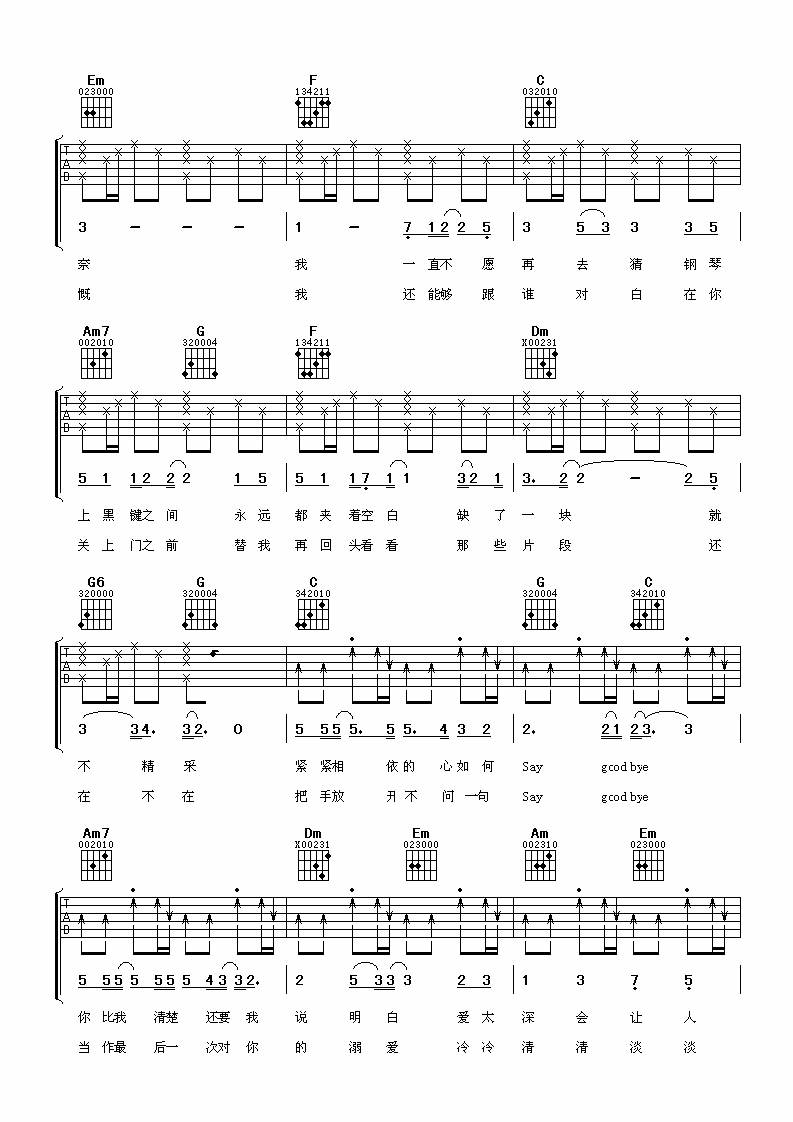 Em F C
023000 134211 032010
T
A
B
3 - - - 1 - 7 1 2 2 5 3 5 3 3 3 5
奈 我 一 直不 愿 再 去 猜 钢 琴
慨 我 还 能够 跟 谁 对 白 在 你
Am7 G F Dm
002010 320004 134211 X00231
T
A
B
5 1 1 2 2 2 1 5 5 1 1 7 1 1 3 2 1 3. 2 2 - 2 5
上 黑 键之 间 永 远 都 夹 着空 白 缺 了 一 块 就
关 上 门之 前 替 我 再 回 头看 看 那 些 片 段 还
G6 G C G C
320000 320004 342010 320004 342010
T
A
B
3 3 4. 3 2. 0 5 5 5 5. 5 5. 4 3 2 2. 2 1 2 3. 3
不 精 采 紧 紧相 依 的 心 如 何 Say gcod bye
在 不 在 把 手放 开 不 问 一句 Say gcod bye
Am7 Dm Em Am Em
002010 X00231 023000 002310 023000
T
A
B
5 5 5 5 5 5 5 4 3 3 2. 2 5 3 3 3 2 3 1 3 7 5
你 比我 清楚 还要 我 说 明 白 爱 太 深 会 让 人
当 作最 后一 次对 你 的 溺 爱 冷 冷 清 清 淡 淡